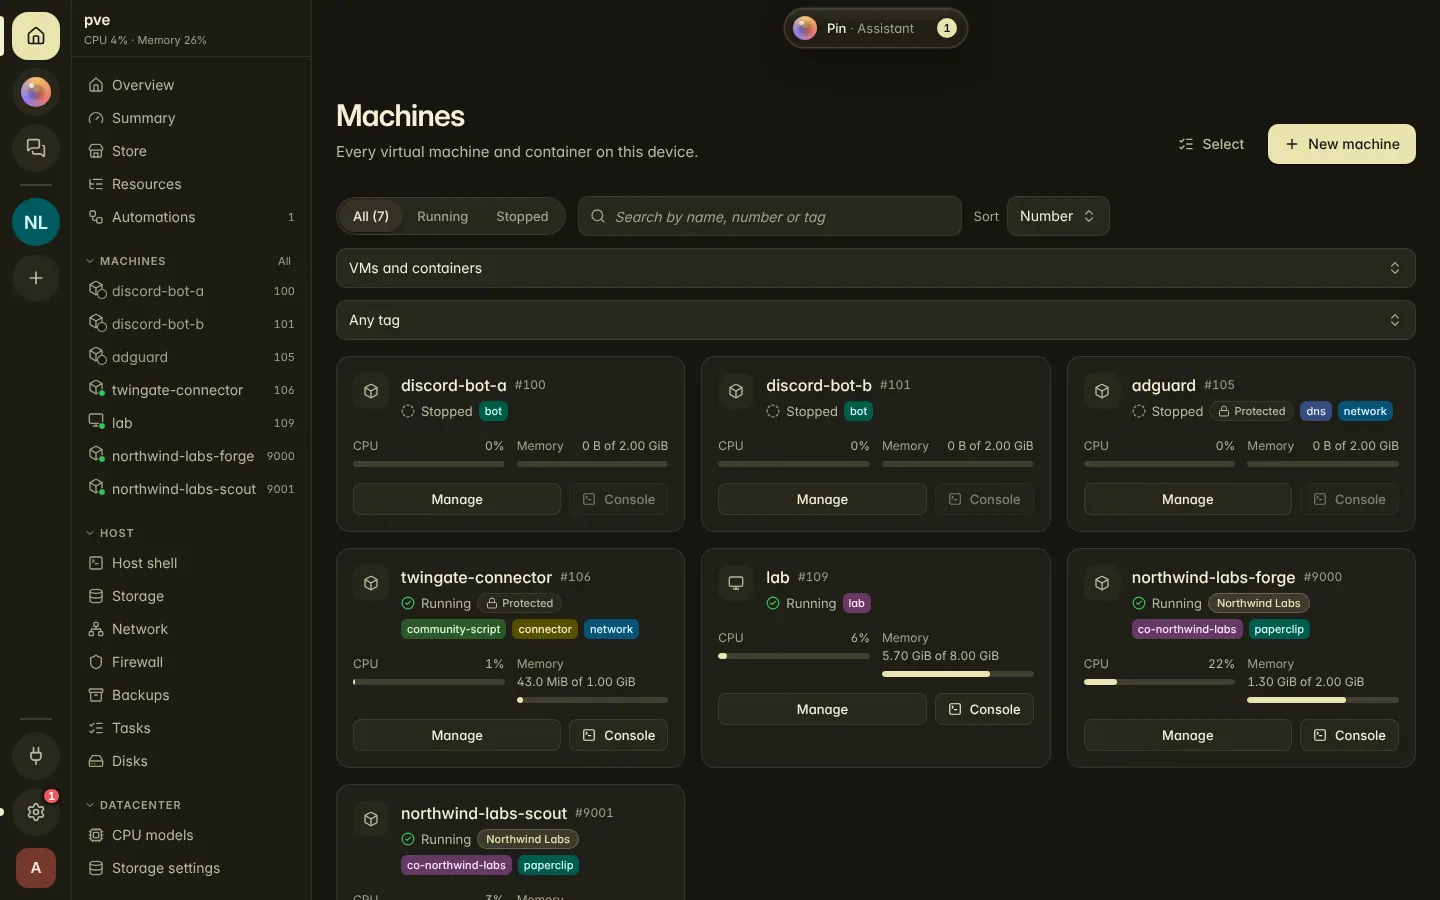 pve
CPU 4% · Memory 26%
Pin · Assistant 1
Overview
Summary
Store
Resources
Automations 1
MACHINES All
discord-bot-a 100
discord-bot-b 101
adguard 105
twingate-connector 106
lab 109
northwind-labs-forge 9000
northwind-labs-scout 9001
HOST
Host shell
Storage
Network
Firewall
Backups
Tasks
Disks
DATACENTER
CPU models
Storage settings
NL
1
A
Machines
Every virtual machine and container on this device.
Select
New machine
All (7) Running Stopped
Search by name, number or tag
Sort Number
VMs and containers
Any tag
discord-bot-a #100
Stopped bot
CPU 0% Memory 0 B of 2.00 GiB
Manage Console
discord-bot-b #101
Stopped bot
CPU 0% Memory 0 B of 2.00 GiB
Manage Console
adguard #105
Stopped Protected dns network
CPU 0% Memory 0 B of 2.00 GiB
Manage Console
twingate-connector #106
Running Protected
community-script connector network
CPU 1% Memory
43.0 MiB of 1.00 GiB
Manage Console
lab #109
Running lab
CPU 6% Memory
5.70 GiB of 8.00 GiB
Manage Console
northwind-labs-forge #9000
Running Northwind Labs
co-northwind-labs paperclip
CPU 22% Memory
1.30 GiB of 2.00 GiB
Manage Console
northwind-labs-scout #9001
Running Northwind Labs
co-northwind-labs paperclip
CPU 3% Memory